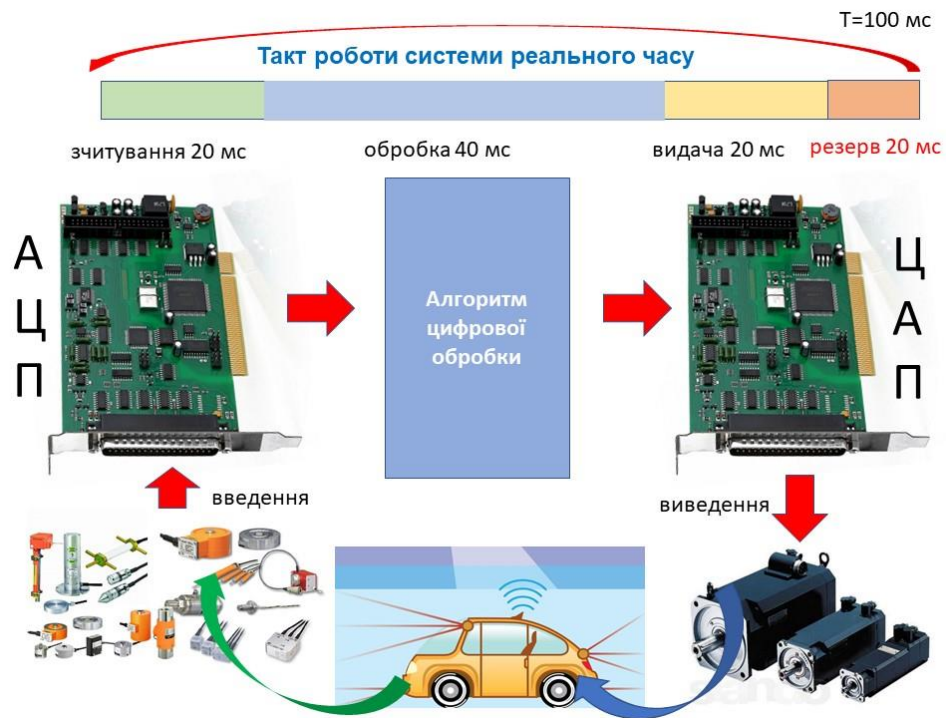 T=100 мс
Такт роботи системи реального часу
зчитування 20 мс
обробка 40 мс
видача 20 мс
резерв 20 мс
А
Ц
П
Алгоритм
цифрової
обробки
Ц
А
П
введення
виведення